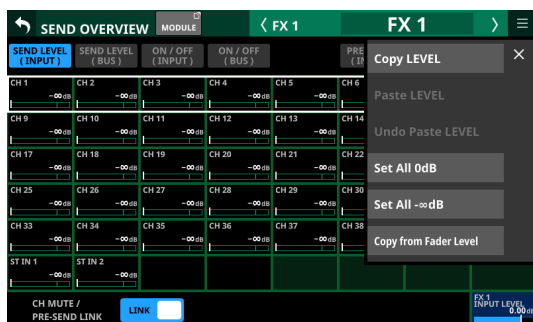 SEND OVERVIEW
MODULE
FX 1
FX 1
SEND LEVEL
( INPUT )
SEND LEVEL
( BUS )
ON / OFF
( INPUT )
ON / OFF
( BUS )
PRE
Copy LEVEL
Paste LEVEL
Undo Paste LEVEL
Set All 0dB
Set All -∞dB
Copy from Fader Level
CH 1
CH 2
CH 3
CH 4
CH 5
CH 6
-∞dB
-∞dB
-∞dB
-∞dB
-∞dB
CH 9
CH 10
CH 11
CH 12
CH 13
CH 14
-∞dB
-∞dB
-∞dB
-∞dB
-∞dB
CH 17
CH 18
CH 19
CH 20
CH 21
CH 22
-∞dB
-∞dB
-∞dB
-∞dB
-∞dB
CH 25
CH 26
CH 27
CH 28
CH 29
CH 30
-∞dB
-∞dB
-∞dB
-∞dB
-∞dB
CH 33
CH 34
CH 35
CH 36
CH 37
CH 38
-∞dB
-∞dB
-∞dB
-∞dB
-∞dB
ST IN 1
ST IN 2
-∞dB
-∞dB
CH MUTE /
PRE-SEND LINK
LINK
FX 1
INPUT LEVEL
0.00dB